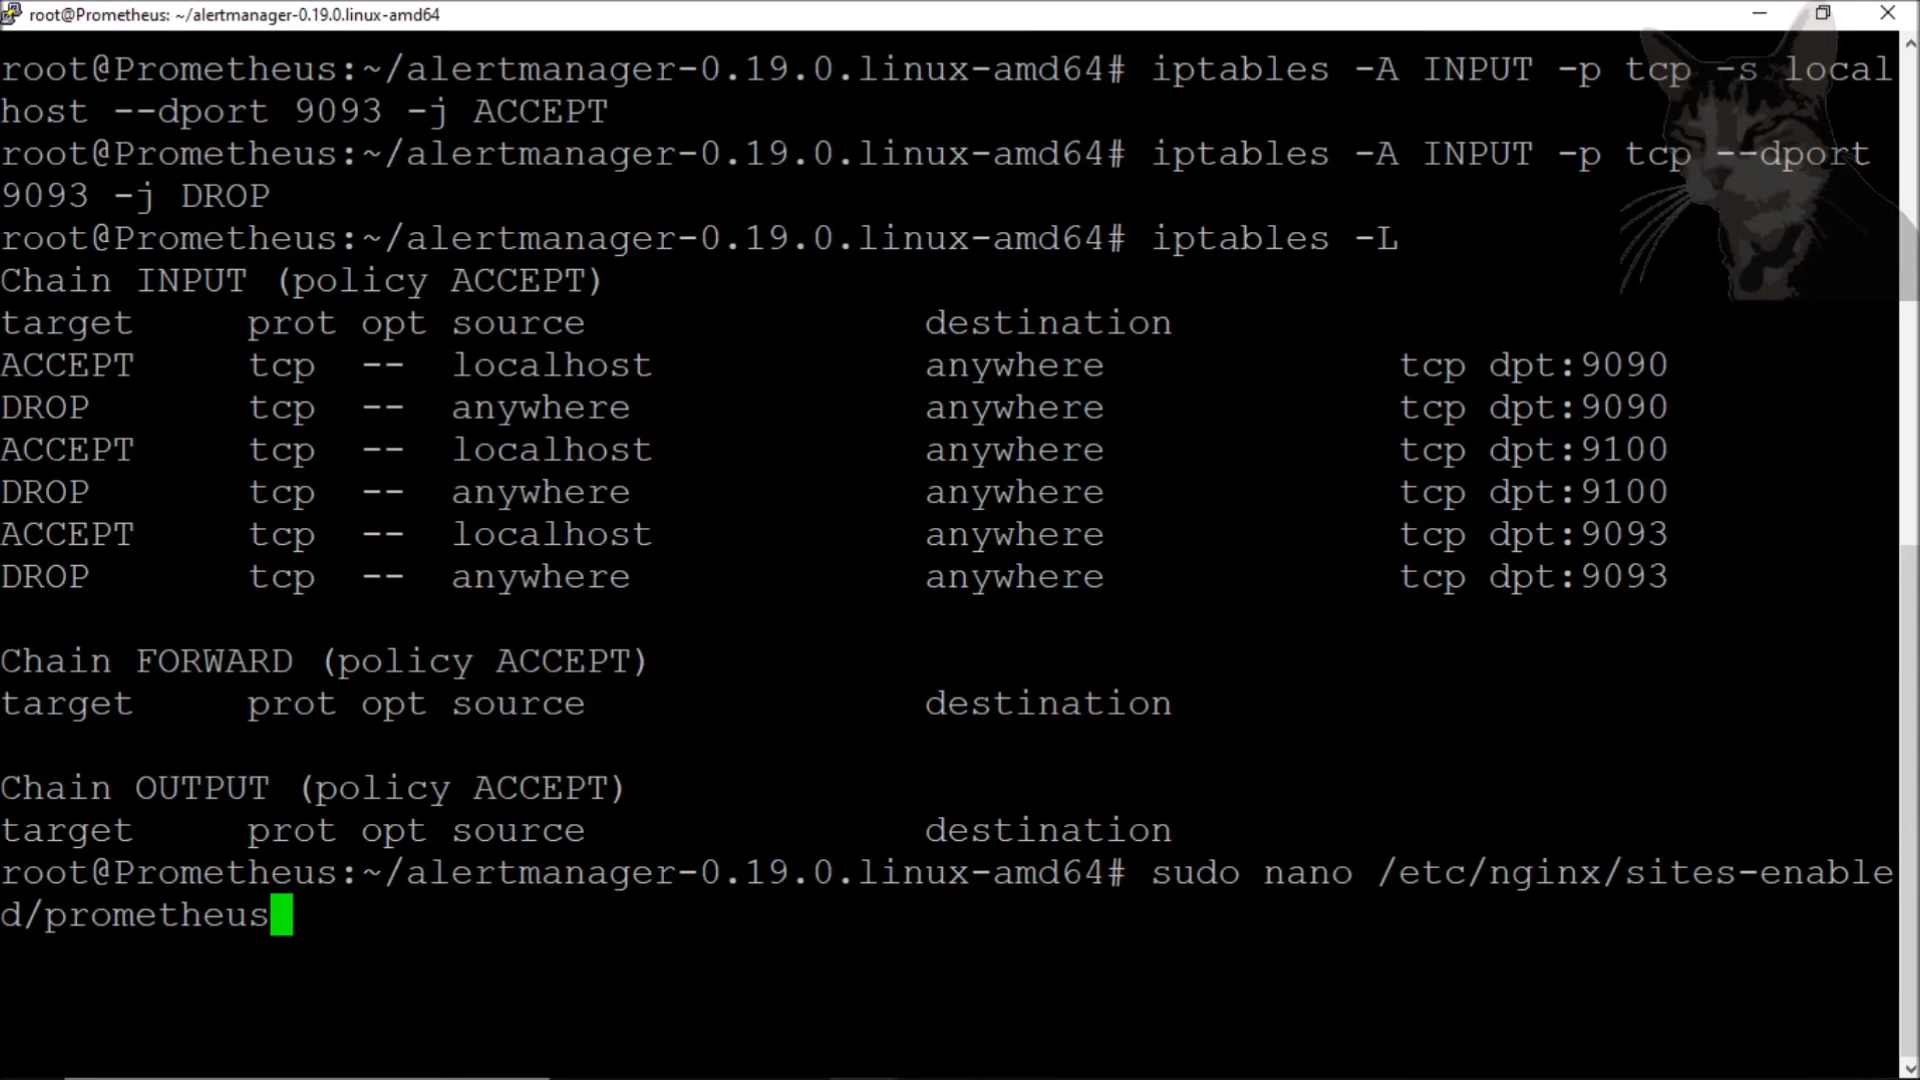 root@Prometheus: ~/alertmanager-0.19.0.linux-amd64
root@Prometheus:~/alertmanager-0.19.0.linux-amd64# iptables -A INPUT -p tcp -s local
host --dport 9093 -j ACCEPT
root@Prometheus:~/alertmanager-0.19.0.linux-amd64# iptables -A INPUT -p tcp --dport
9093 -j DROP
root@Prometheus:~/alertmanager-0.19.0.linux-amd64# iptables -L
Chain INPUT (policy ACCEPT)
target     prot opt source               destination
ACCEPT     tcp  --  localhost            anywhere             tcp dpt:9090
DROP       tcp  --  anywhere             anywhere             tcp dpt:9090
ACCEPT     tcp  --  localhost            anywhere             tcp dpt:9100
DROP       tcp  --  anywhere             anywhere             tcp dpt:9100
ACCEPT     tcp  --  localhost            anywhere             tcp dpt:9093
DROP       tcp  --  anywhere             anywhere             tcp dpt:9093
Chain FORWARD (policy ACCEPT)
target     prot opt source               destination
Chain OUTPUT (policy ACCEPT)
target     prot opt source               destination
root@Prometheus:~/alertmanager-0.19.0.linux-amd64# sudo nano /etc/nginx/sites-enable
d/prometheus